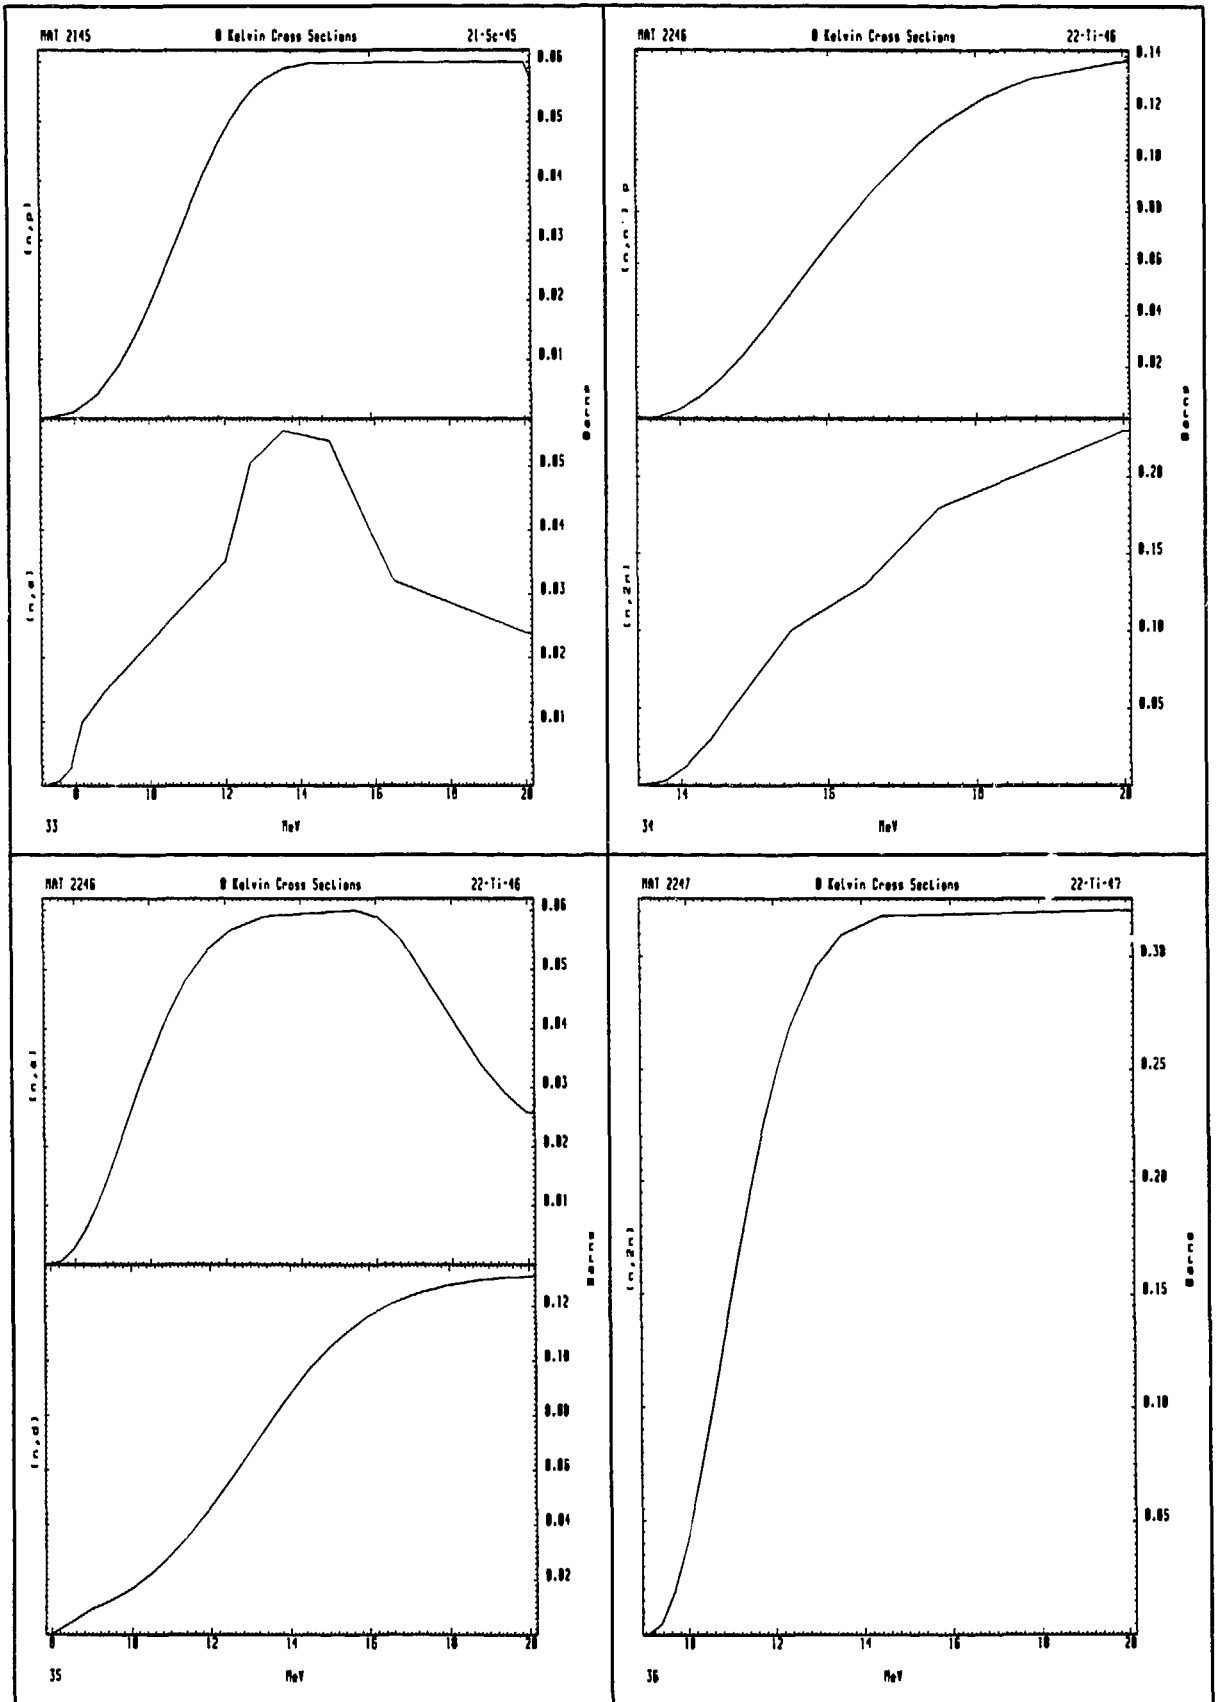 MAT 2145 0 Kelvin Cross Sections 21-Sc-45
(n,p)
0.06
0.05
0.04
0.03
0.02
0.01
Barns
(n,a)
0.05
0.04
0.03
0.02
0.01
8 10 12 14 16 18 20
33 MeV
MAT 2246 0 Kelvin Cross Sections 22-Ti-46
(n,n') p
0.14
0.12
0.10
0.08
0.06
0.04
0.02
Barns
(n,2n)
0.20
0.15
0.10
0.05
14 16 18 20
34 MeV
MAT 2246 0 Kelvin Cross Sections 22-Ti-46
(n,a)
0.06
0.05
0.04
0.03
0.02
0.01
Barns
(n,d)
0.12
0.10
0.08
0.06
0.04
0.02
8 10 12 14 16 18 20
35 MeV
MAT 2247 0 Kelvin Cross Sections 22-Ti-47
(n,2n)
0.30
0.25
0.20
0.15
0.10
0.05
Barns
10 12 14 16 18 20
36 MeV